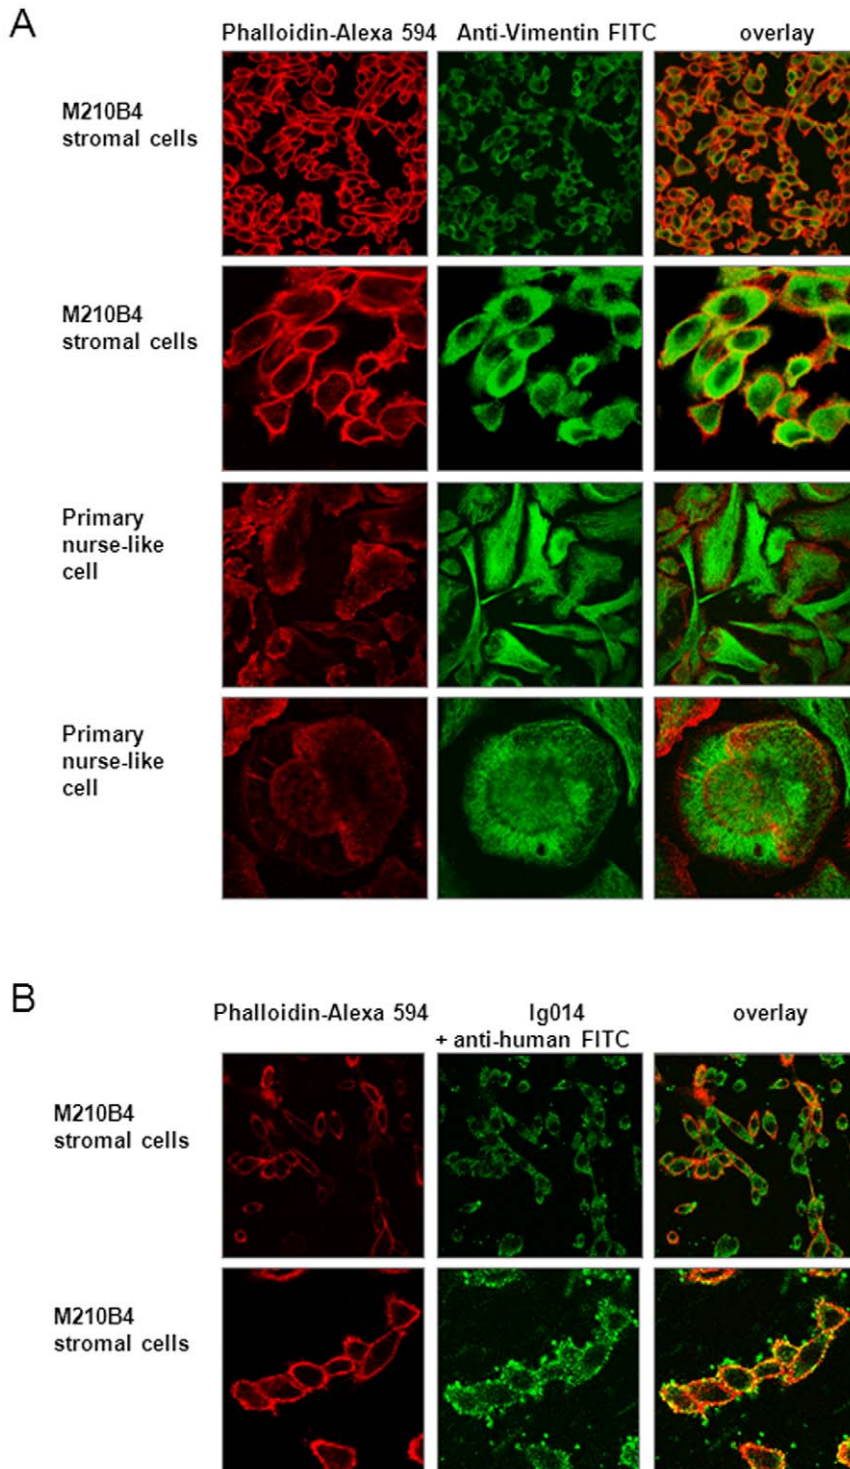 A
Phalloidin-Alexa 594 Anti-Vimentin FITC overlay
M210B4
stromal cells
M210B4
stromal cells
Primary
nurse-like
cell
Primary
nurse-like
cell
B
Phalloidin-Alexa 594 Ig014 overlay
+ anti-human FITC
M210B4
stromal cells
M210B4
stromal cells